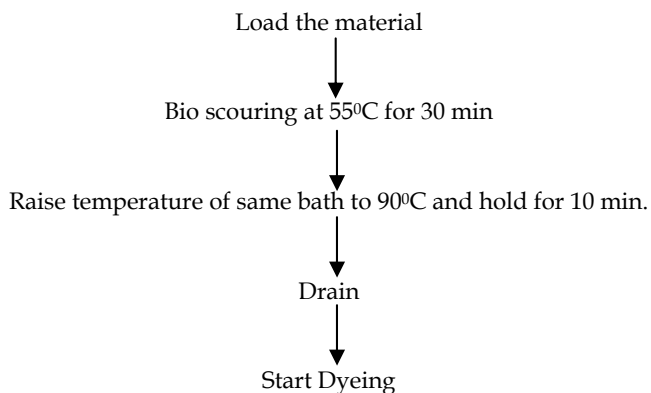 Load the material
Bio scouring at 55⁰C for 30 min
Raise temperature of same bath to 90⁰C and hold for 10 min.
Drain
Start Dyeing